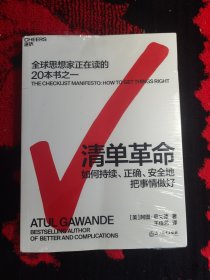 CHEERS
湛庐
全球思想家正在读的
20本书之一
THE CHECKLIST MANIFESTO: HOW TO GET THINGS RIGHT
清单革命
如何持续、正确、安全地
把事情做好
ATUL GAWANDE
BESTSELLING AUTHOR
OF BETTER AND COMPLICATIONS
[美]阿图·葛文德 著
王佳艺 译